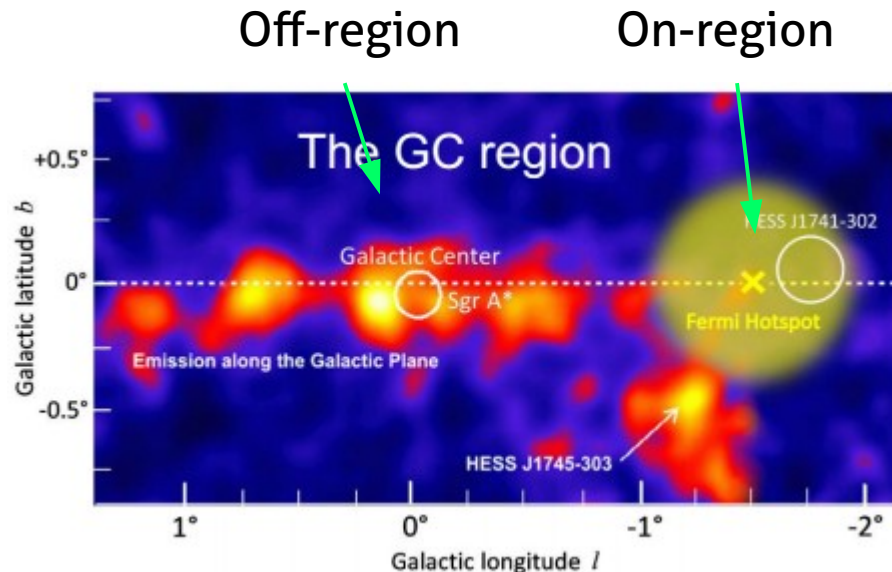 Off-region
On-region
The GC region
HESS J1741-302
Galactic Center
Sgr A*
Fermi Hotspot
Emission along the Galactic Plane
HESS J1745-303
+0.5°
0°
-0.5°
Galactic latitude b
1°
0°
-1°
-2°
Galactic longitude l